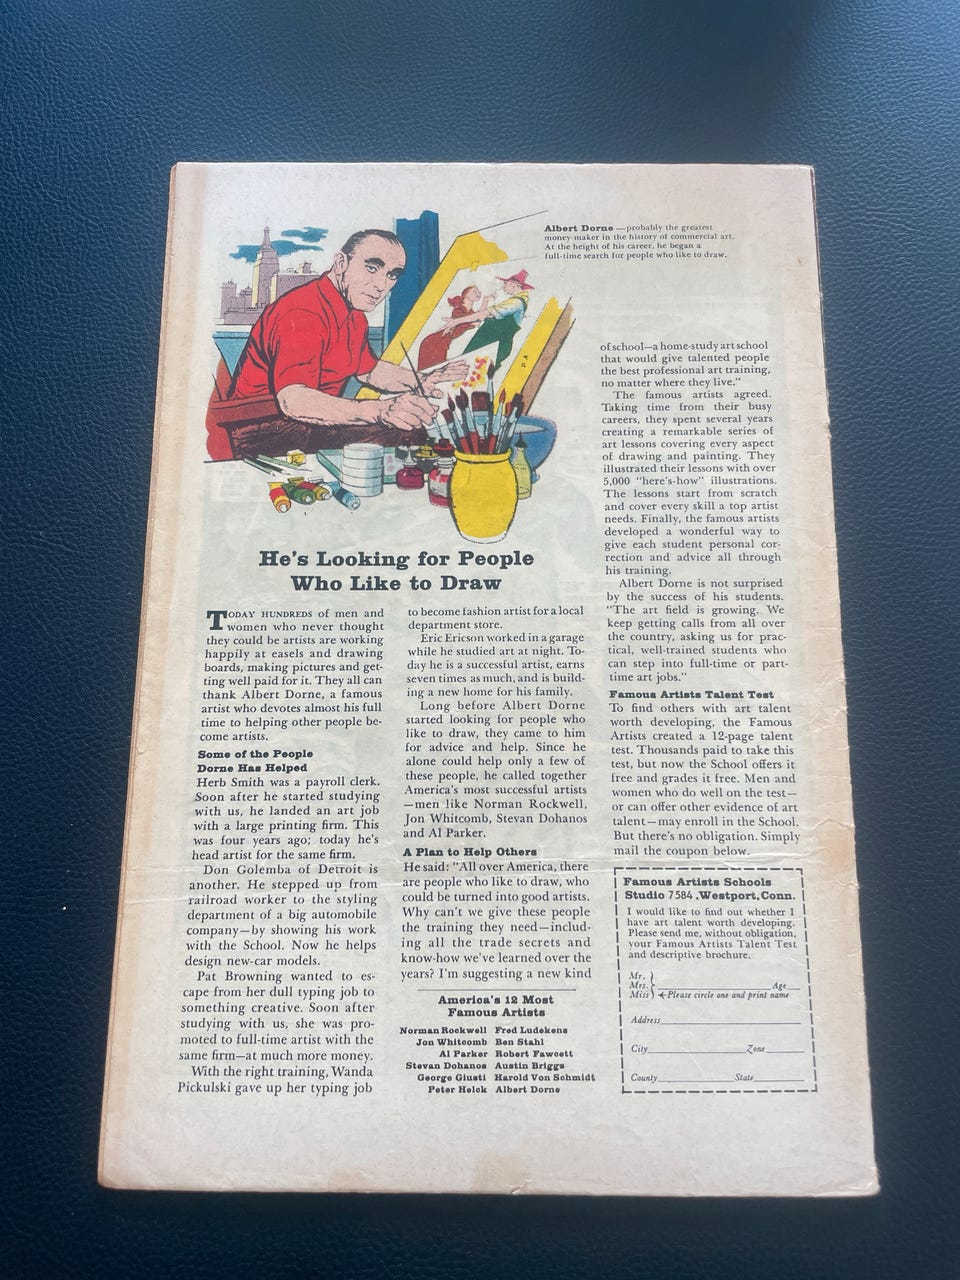 Albert Dorne — probably the greatest
money-maker in the history of commercial art.
At the height of his career, he began a
full-time search for people who like to draw.
He's Looking for People
Who Like to Draw
TODAY HUNDREDS of men and
women who never thought
they could be artists are working
happily at easels and drawing
boards, making pictures and get-
ting well paid for it. They all can
thank Albert Dorne, a famous
artist who devotes almost his full
time to helping other people be-
come artists.
Some of the People
Dorne Has Helped
Herb Smith was a payroll clerk.
Soon after he started studying
with us, he landed an art job
with a large printing firm. This
was four years ago; today he's
head artist for the same firm.
Don Golemba of Detroit is
another. He stepped up from
railroad worker to the styling
department of a big automobile
company—by showing his work
with the School. Now he helps
design new-car models.
Pat Browning wanted to es-
cape from her dull typing job to
something creative. Soon after
studying with us, she was pro-
moted to full-time artist with the
same firm—at much more money.
With the right training, Wanda
Pickulski gave up her typing job
to become fashion artist for a local
department store.
Eric Ericson worked in a garage
while he studied art at night. To-
day he is a successful artist, earns
seven times as much, and is build-
ing a new home for his family.
Long before Albert Dorne
started looking for people who
like to draw, they came to him
for advice and help. Since he
alone could help only a few of
these people, he called together
America's most successful artists
—men like Norman Rockwell,
Jon Whitcomb, Stevan Dohanos
and Al Parker.
A Plan to Help Others
He said: "All over America, there
are people who like to draw, who
could be turned into good artists.
Why can't we give these people
the training they need—includ-
ing all the trade secrets and
know-how we've learned over the
years? I'm suggesting a new kind
America's 12 Most
Famous Artists
Norman Rockwell Fred Ludekens
Jon Whitcomb Ben Stahl
Al Parker Robert Fawcett
Stevan Dohanos Austin Briggs
George Giusti Harold Von Schmidt
Peter Helck Albert Dorne
of school—a home-study art school
that would give talented people
the best professional art training,
no matter where they live."
The famous artists agreed.
Taking time from their busy
careers, they spent several years
creating a remarkable series of
art lessons covering every aspect
of drawing and painting. They
illustrated their lessons with over
5,000 "here's-how" illustrations.
The lessons start from scratch
and cover every skill a top artist
needs. Finally, the famous artists
developed a wonderful way to
give each student personal cor-
rection and advice all through
his training.
Albert Dorne is not surprised
by the success of his students.
"The art field is growing. We
keep getting calls from all over
the country, asking us for prac-
tical, well-trained students who
can step into full-time or part-
time art jobs."
Famous Artists Talent Test
To find others with art talent
worth developing, the Famous
Artists created a 12-page talent
test. Thousands paid to take this
test, but now the School offers it
free and grades it free. Men and
women who do well on the test—
or can offer other evidence of art
talent—may enroll in the School.
But there's no obligation. Simply
mail the coupon below.
Famous Artists Schools
Studio 7584, Westport, Conn.
I would like to find out whether I
have art talent worth developing.
Please send me, without obligation,
your Famous Artists Talent Test
and descriptive brochure.
Mr.
Mrs. Age
Miss Please circle one and print name
Address
City Zone
County State